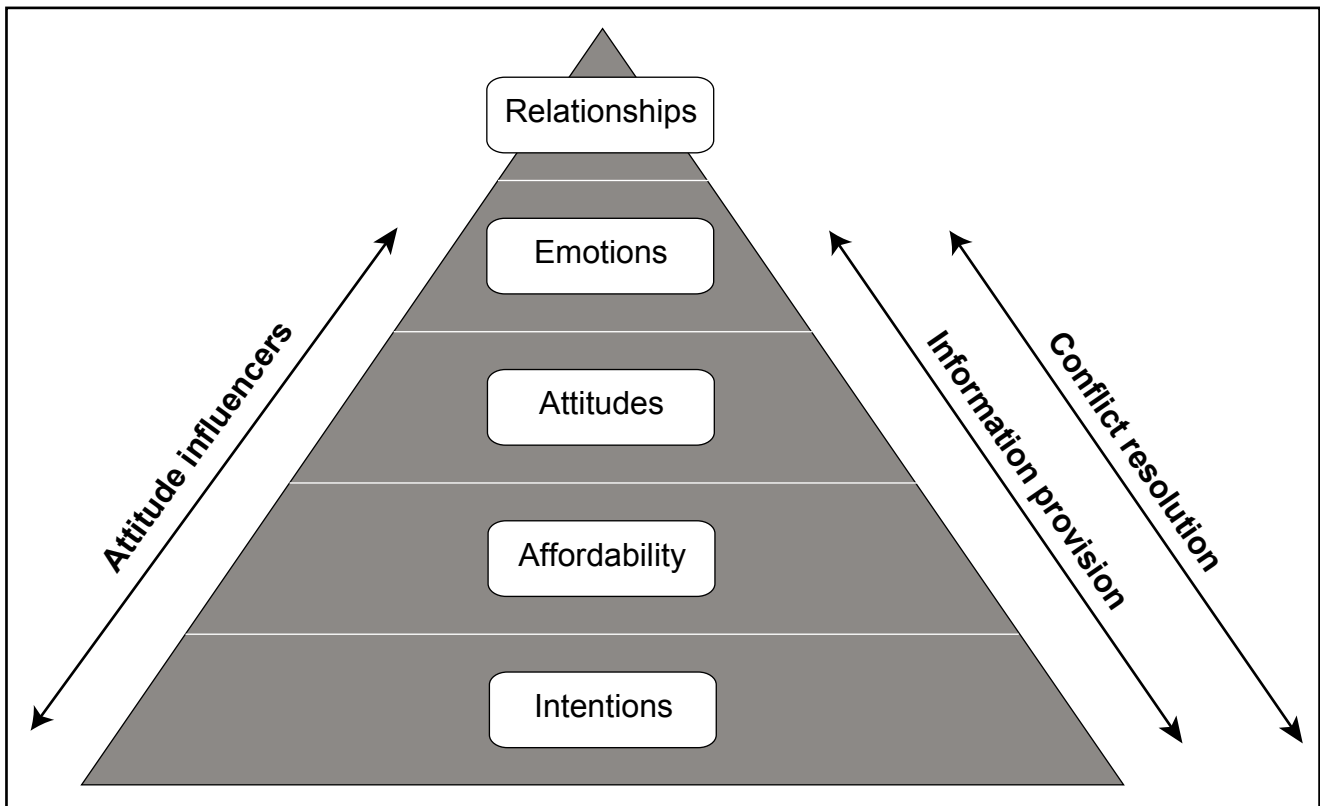 Relationships
Emotions
Attitudes
Affordability
Intentions
Attitude influencers
Information provision
Conflict resolution